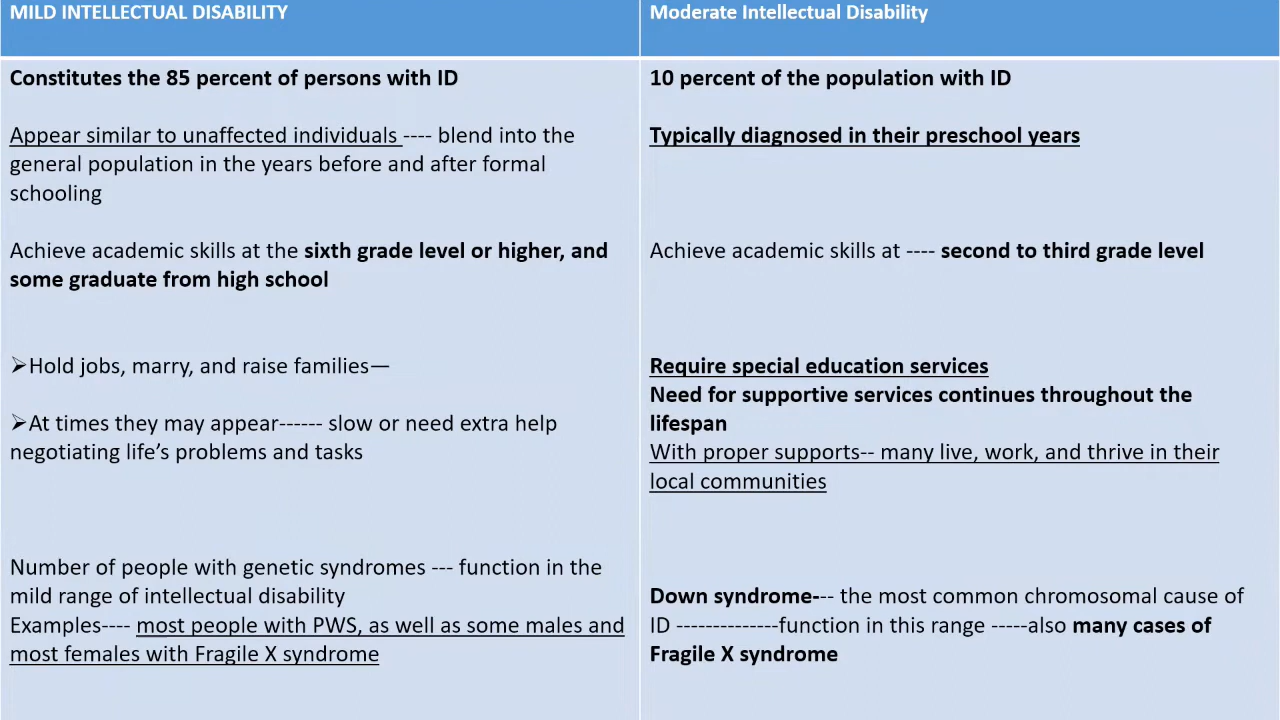 MILD INTELLECTUAL DISABILITY
Constitutes the 85 percent of persons with ID
Appear similar to unaffected individuals ---- blend into the
general population in the years before and after formal
schooling
Achieve academic skills at the sixth grade level or higher, and
some graduate from high school
➢Hold jobs, marry, and raise families—
➢At times they may appear------ slow or need extra help
negotiating life’s problems and tasks
Number of people with genetic syndromes --- function in the
mild range of intellectual disability
Examples---- most people with PWS, as well as some males and
most females with Fragile X syndrome
Moderate Intellectual Disability
10 percent of the population with ID
Typically diagnosed in their preschool years
Achieve academic skills at ---- second to third grade level
Require special education services
Need for supportive services continues throughout the
lifespan
With proper supports-- many live, work, and thrive in their
local communities
Down syndrome--- the most common chromosomal cause of
ID --------------function in this range -----also many cases of
Fragile X syndrome